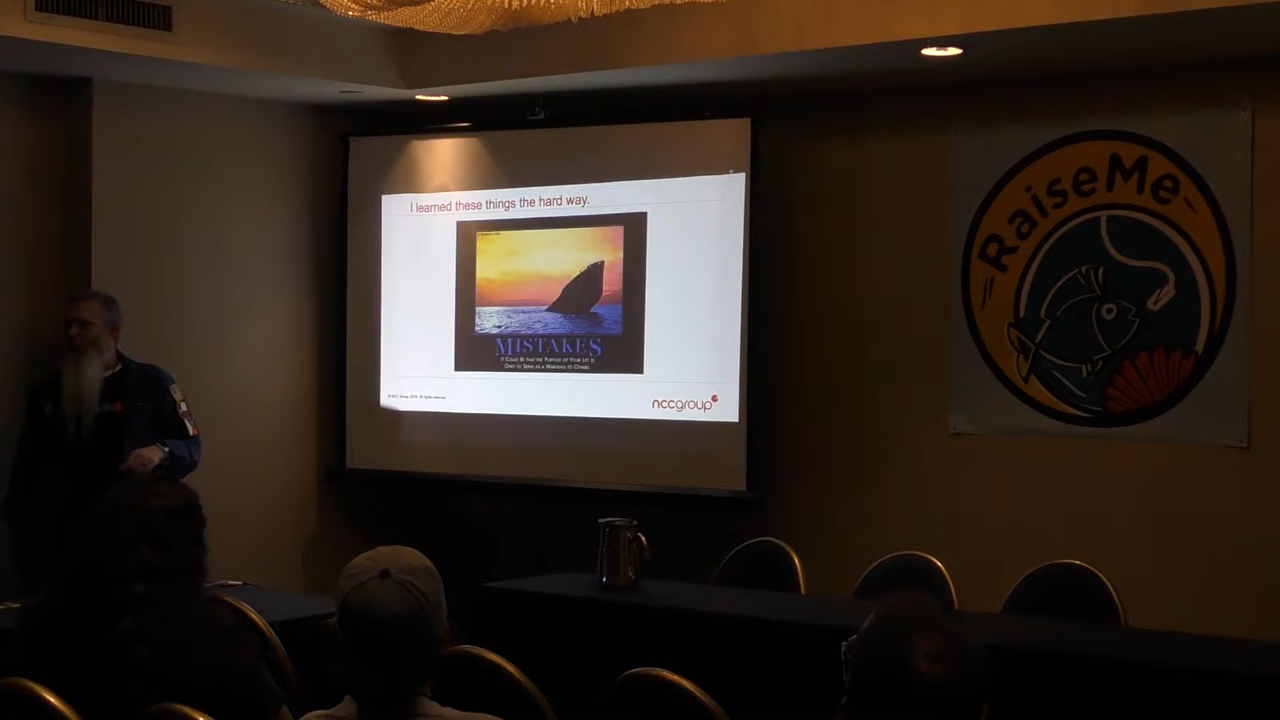 I learned these things the hard way.
MISTAKES
IT COULD BE THAT THE PURPOSE OF YOUR LIFE IS
ONLY TO SERVE AS A WARNING TO OTHERS.
nccgroup
RaiseMe